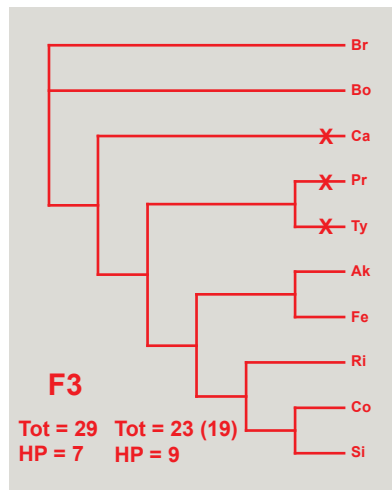 Br
Bo
X Ca
X Pr
X Ty
Ak
Fe
Ri
F3
Co
Tot = 29 Tot = 23 (19)
HP = 7 HP = 9
Si